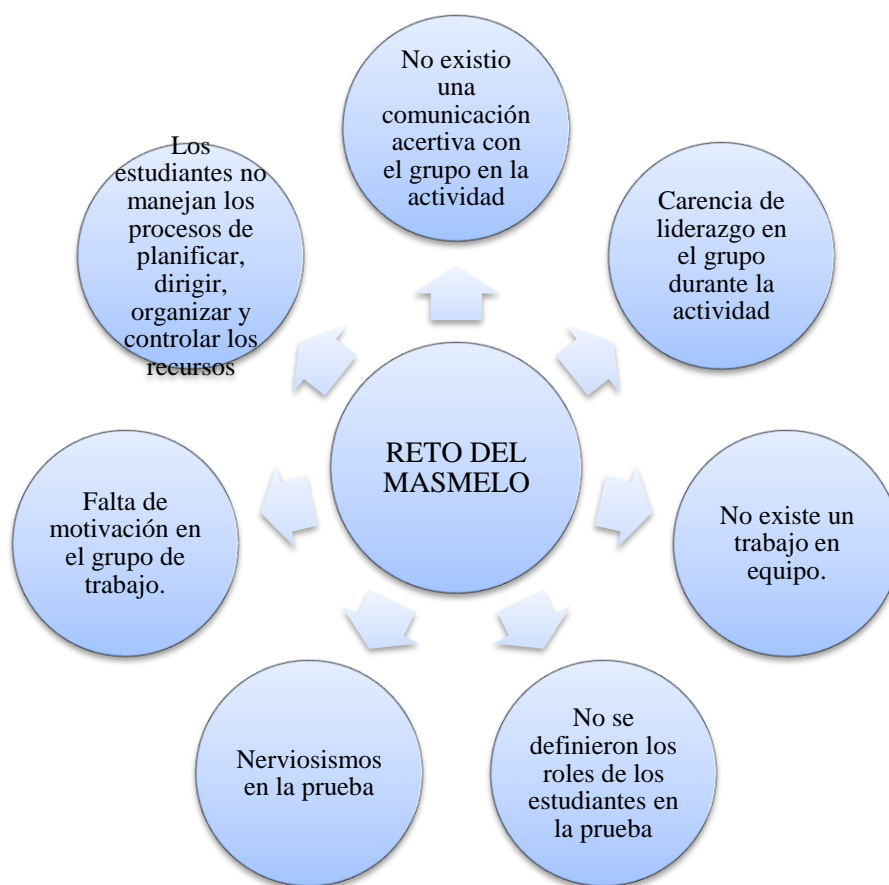 No existio
una
comunicación
acertiva con
el grupo en la
actividad
Carencia de
liderazgo en
el grupo
durante la
actividad
No existe un
trabajo en
equipo.
No se
definieron los
roles de los
estudiantes en
la prueba
Nerviosismos
en la prueba
Falta de
motivación en
el grupo de
trabajo.
Los
estudiantes no
manejan los
procesos de
planificar,
dirigir,
organizar y
controlar los
recursos
RETO DEL
MASMELO